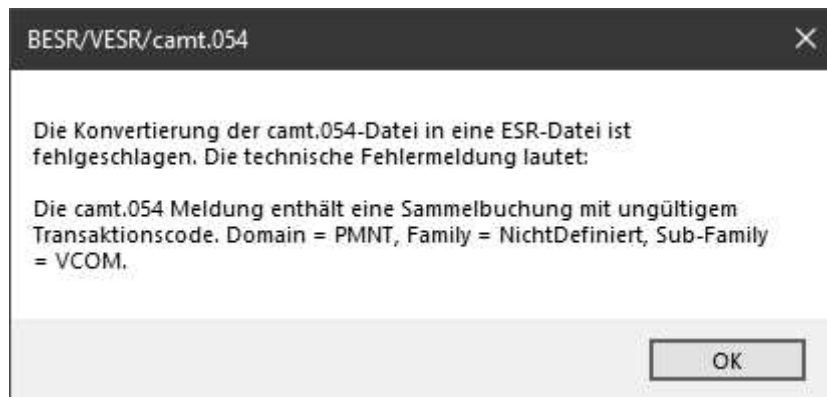 BESR/VESR/camt.054
Die Konvertierung der camt.054-Datei in eine ESR-Datei ist
fehlgeschlagen. Die technische Fehlermeldung lautet:
Die camt.054 Meldung enthält eine Sammelbuchung mit ungültigem
Transaktionscode. Domain = PMNT, Family = NichtDefiniert, Sub-Family
= VCOM.
OK